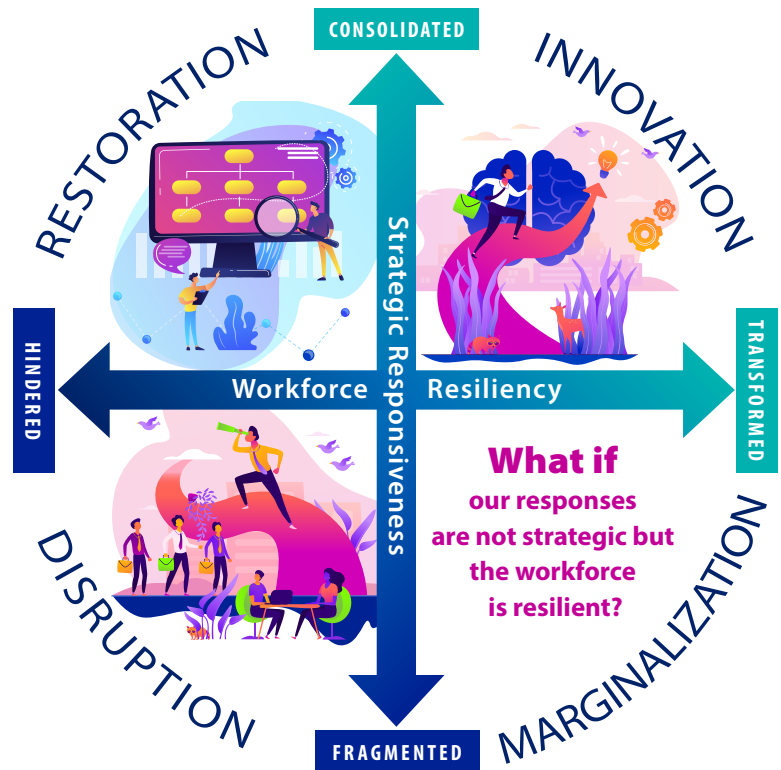 CONSOLIDATED
RESTORATION
INNOVATION
Strategic Responsiveness
HINDERED
TRANSFORMED
Workforce Resiliency
What if
our responses
are not strategic but
the workforce
is resilient?
DISRUPTION
MARGINALIZATION
FRAGMENTED